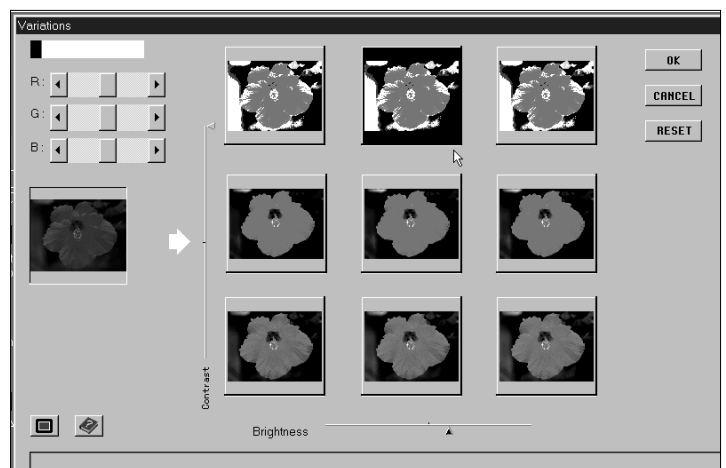 Variations
R:
G:
B:
OK
CANCEL
RESET
Contrast
Brightness